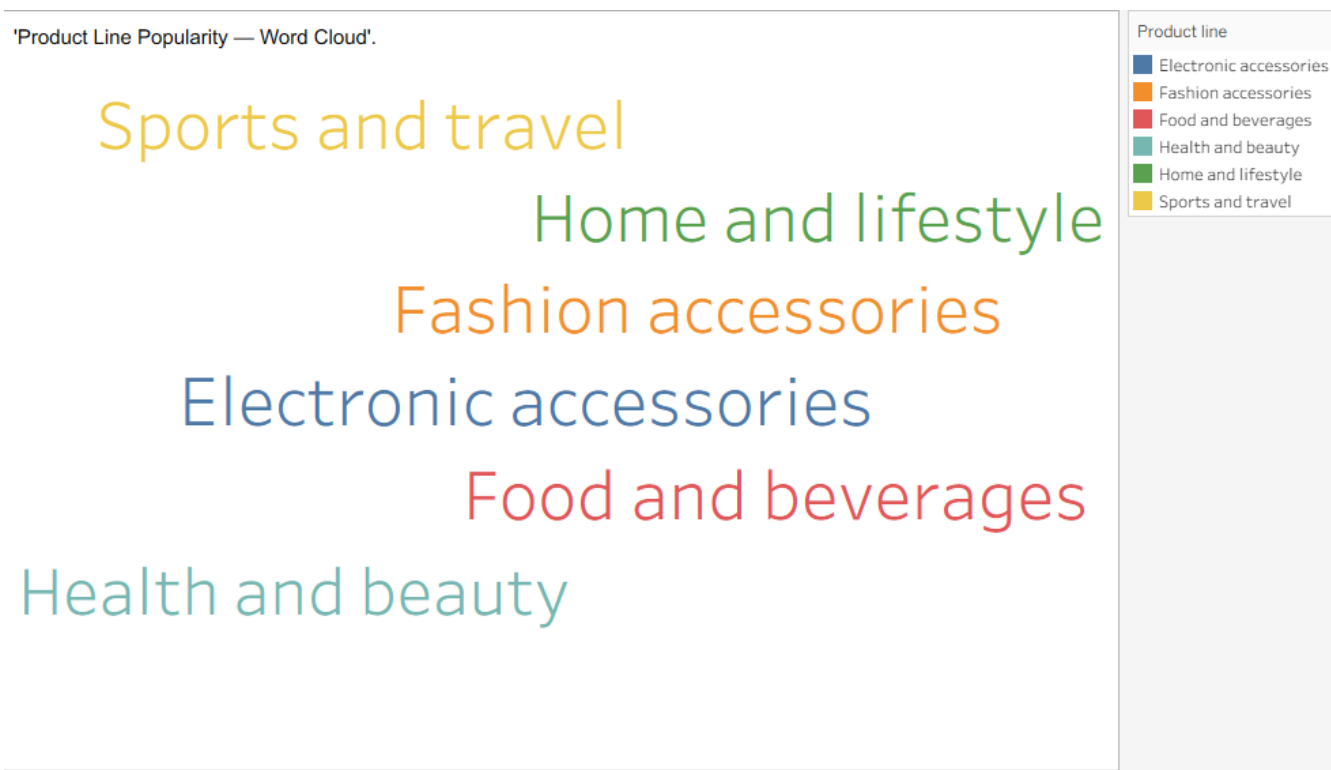 'Product Line Popularity — Word Cloud'.
Sports and travel
Home and lifestyle
Fashion accessories
Electronic accessories
Food and beverages
Health and beauty
Product line
Electronic accessories
Fashion accessories
Food and beverages
Health and beauty
Home and lifestyle
Sports and travel